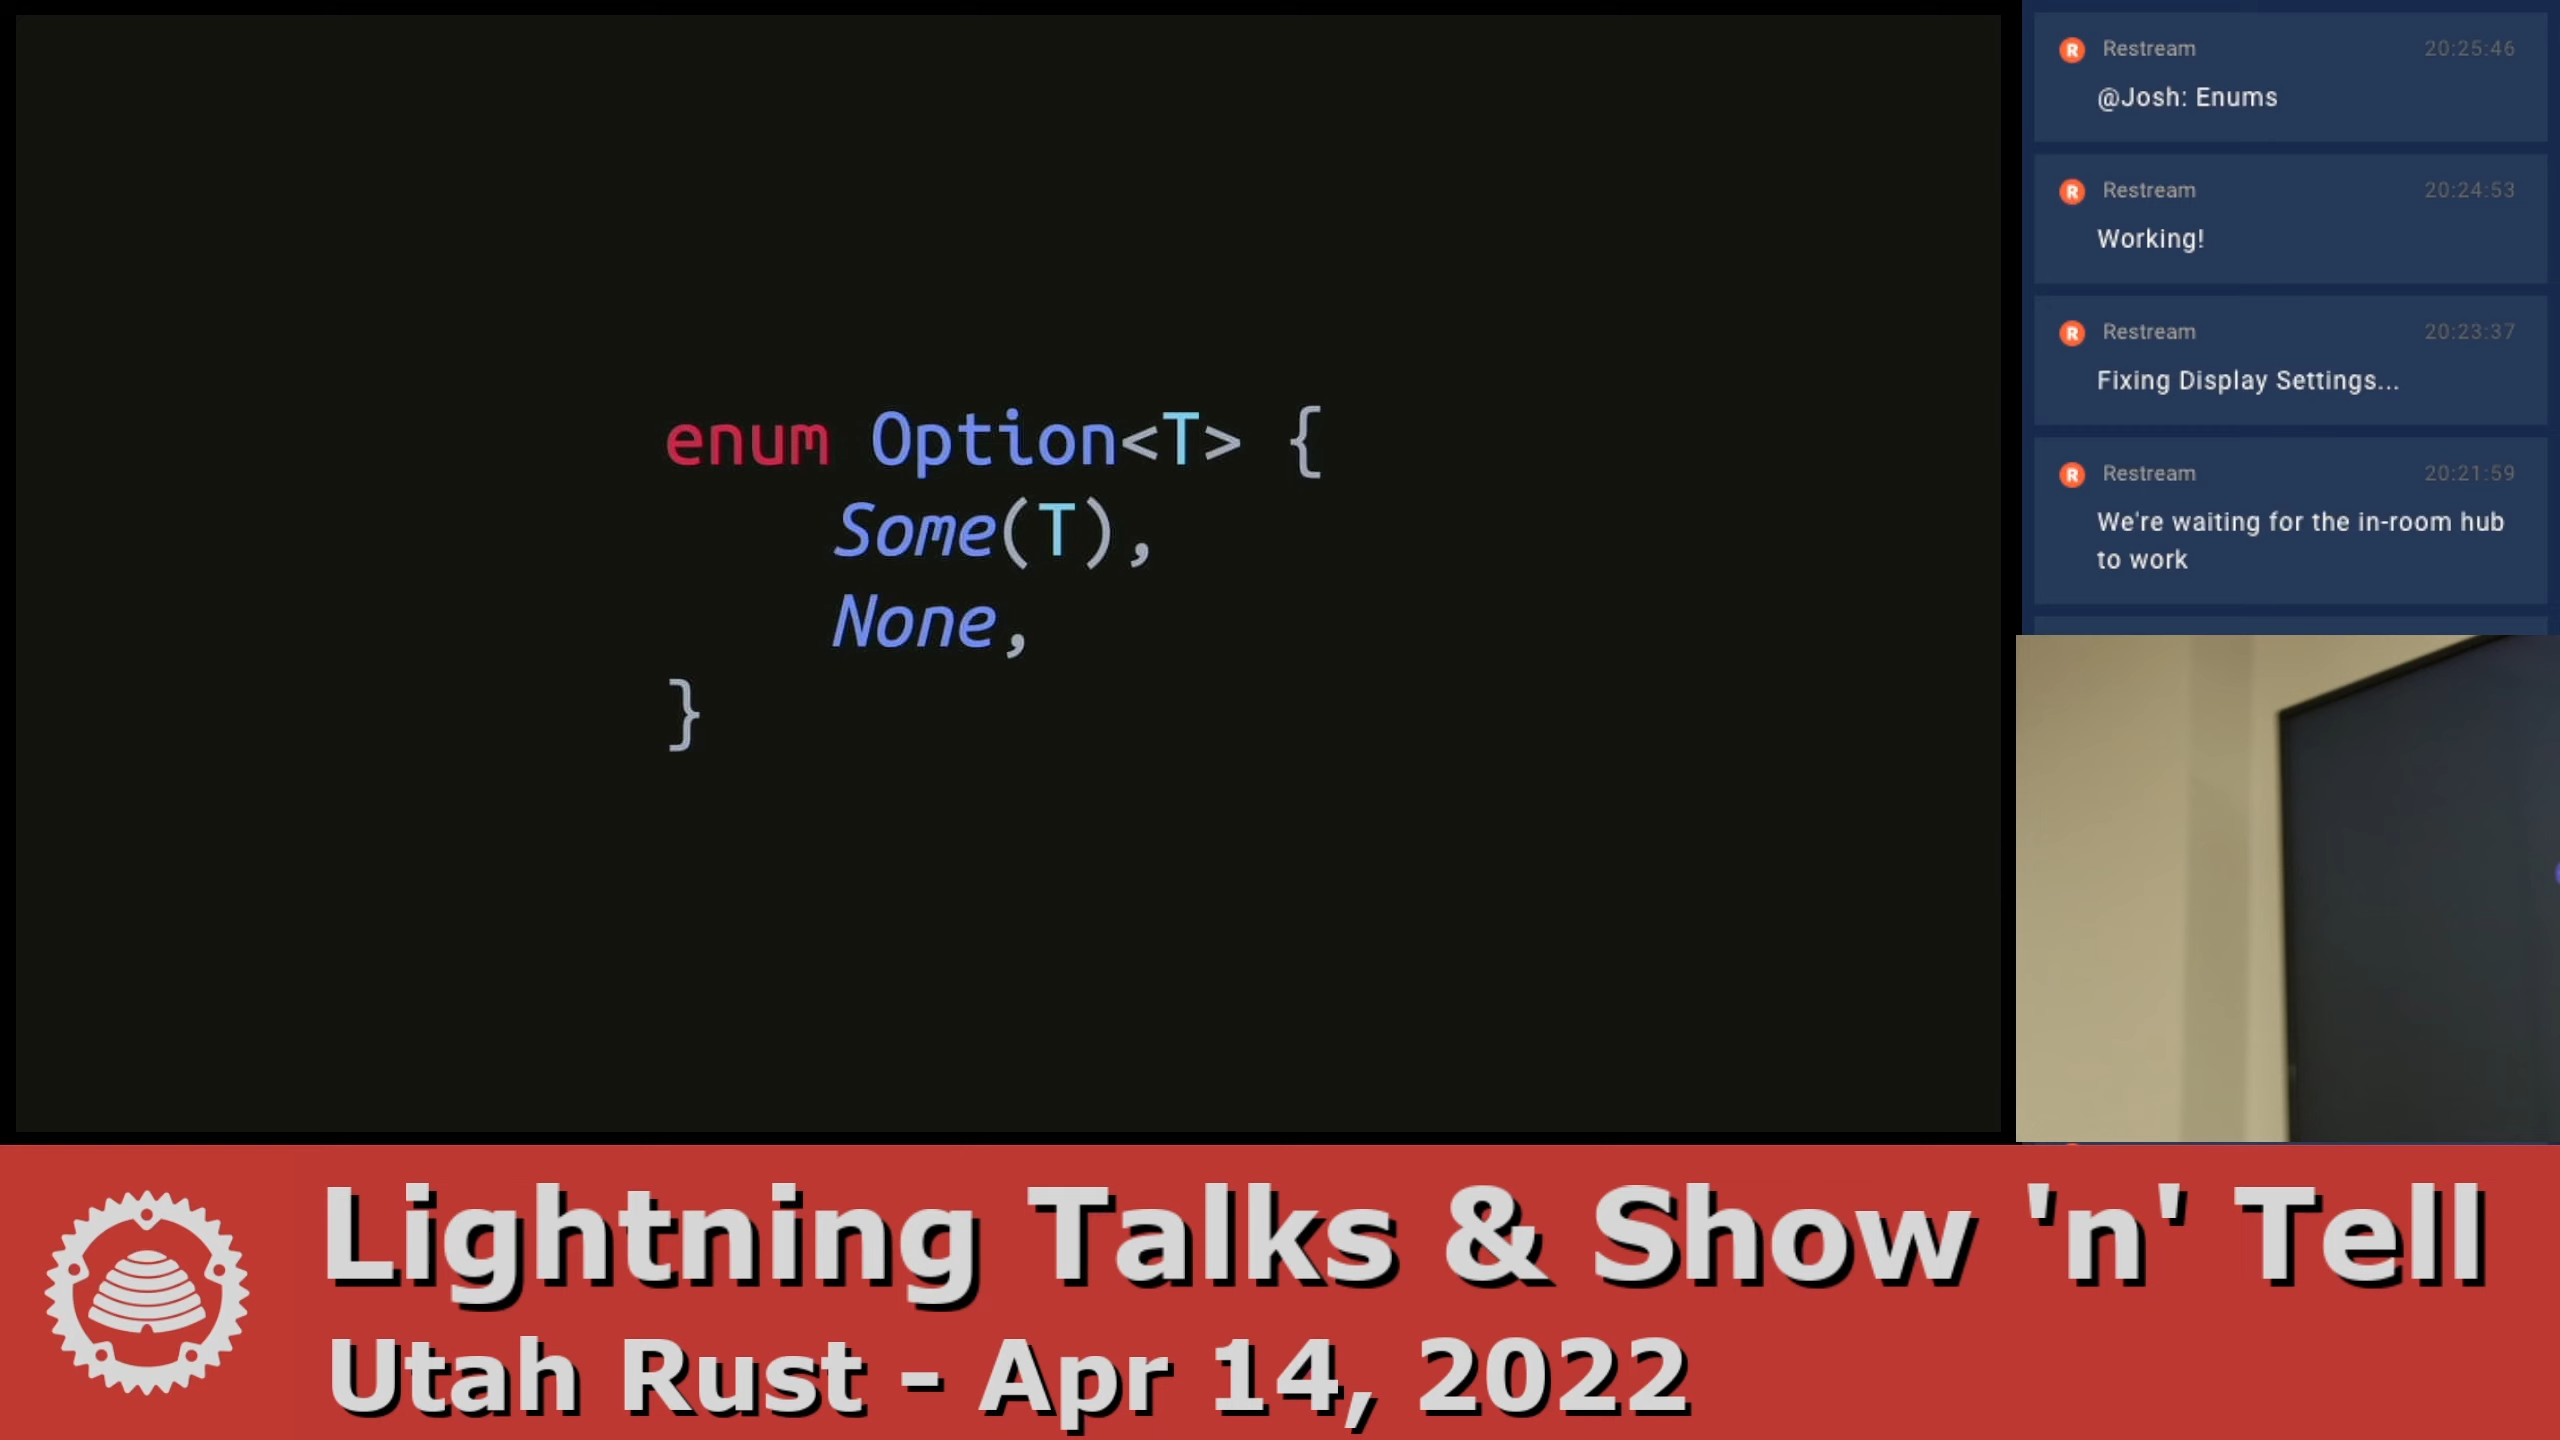 enum Option<T> {
    Some(T),
    None,
}
R Restream 20:25:46
@Josh: Enums
R Restream 20:24:53
Working!
R Restream 20:23:37
Fixing Display Settings...
R Restream 20:21:59
We're waiting for the in-room hub
to work
Lightning Talks & Show 'n' Tell
Utah Rust - Apr 14, 2022